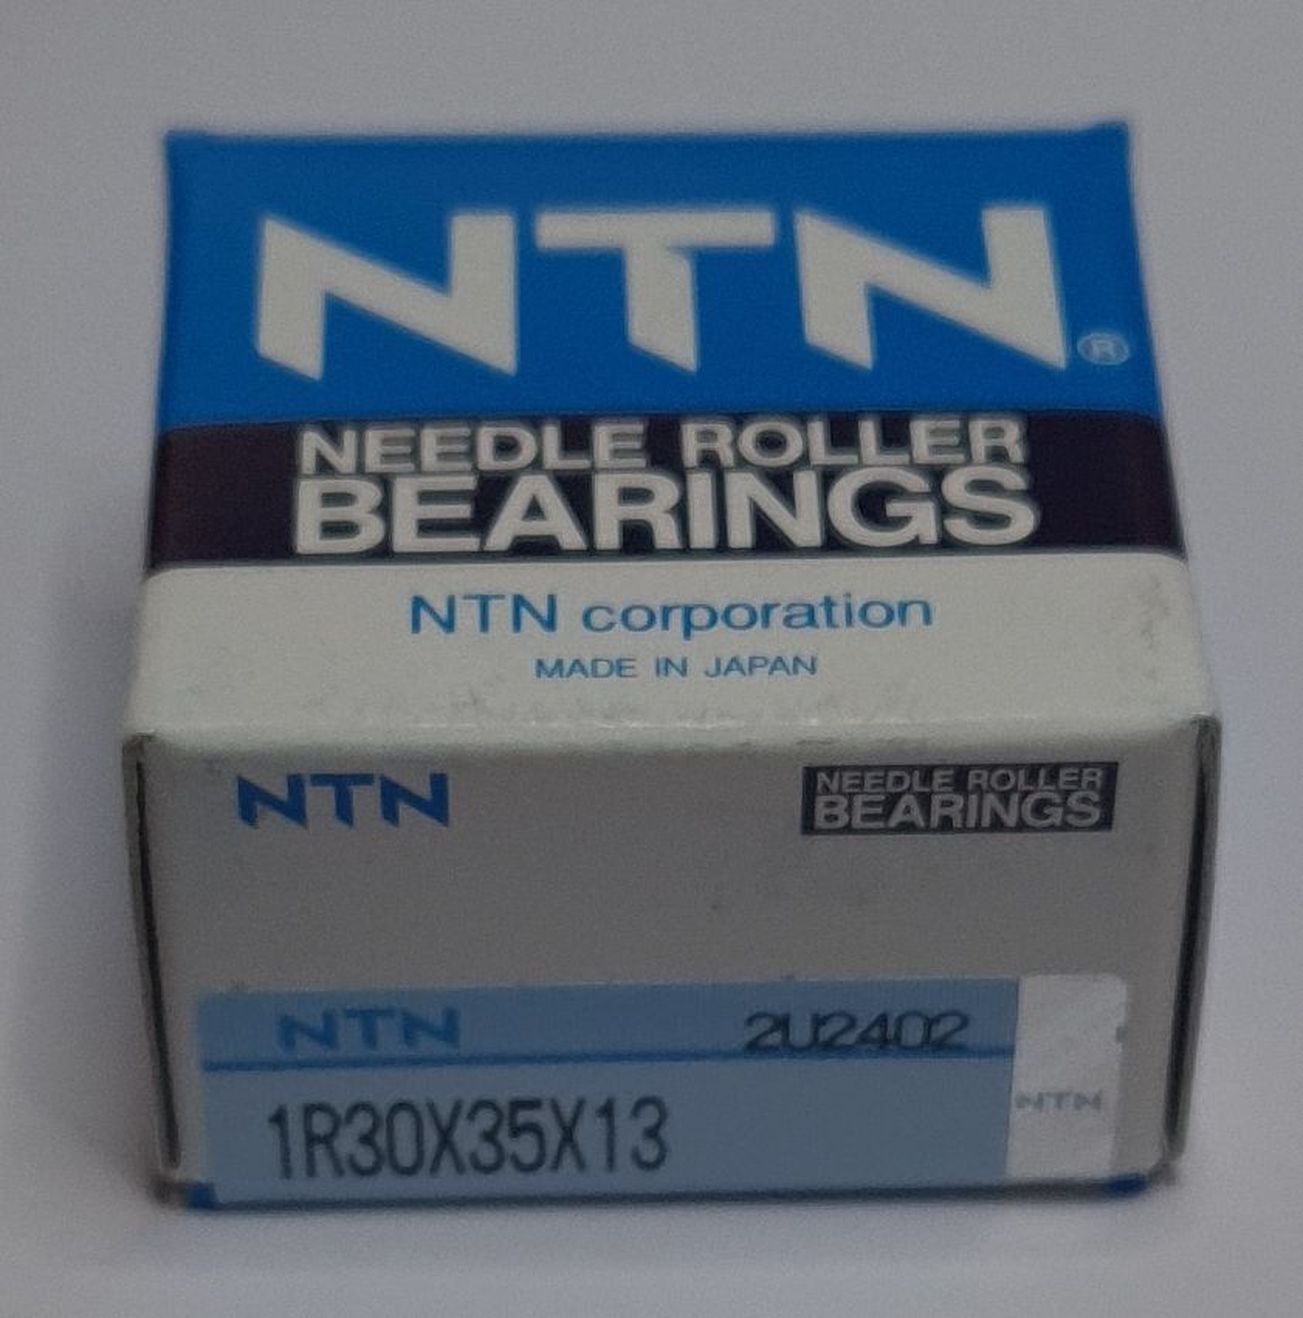 NTN®
NEEDLE ROLLER
BEARINGS
NTN corporation
MADE IN JAPAN
NTN
NEEDLE ROLLER
BEARINGS
NTN 2U2402
1R30X35X13
NTN